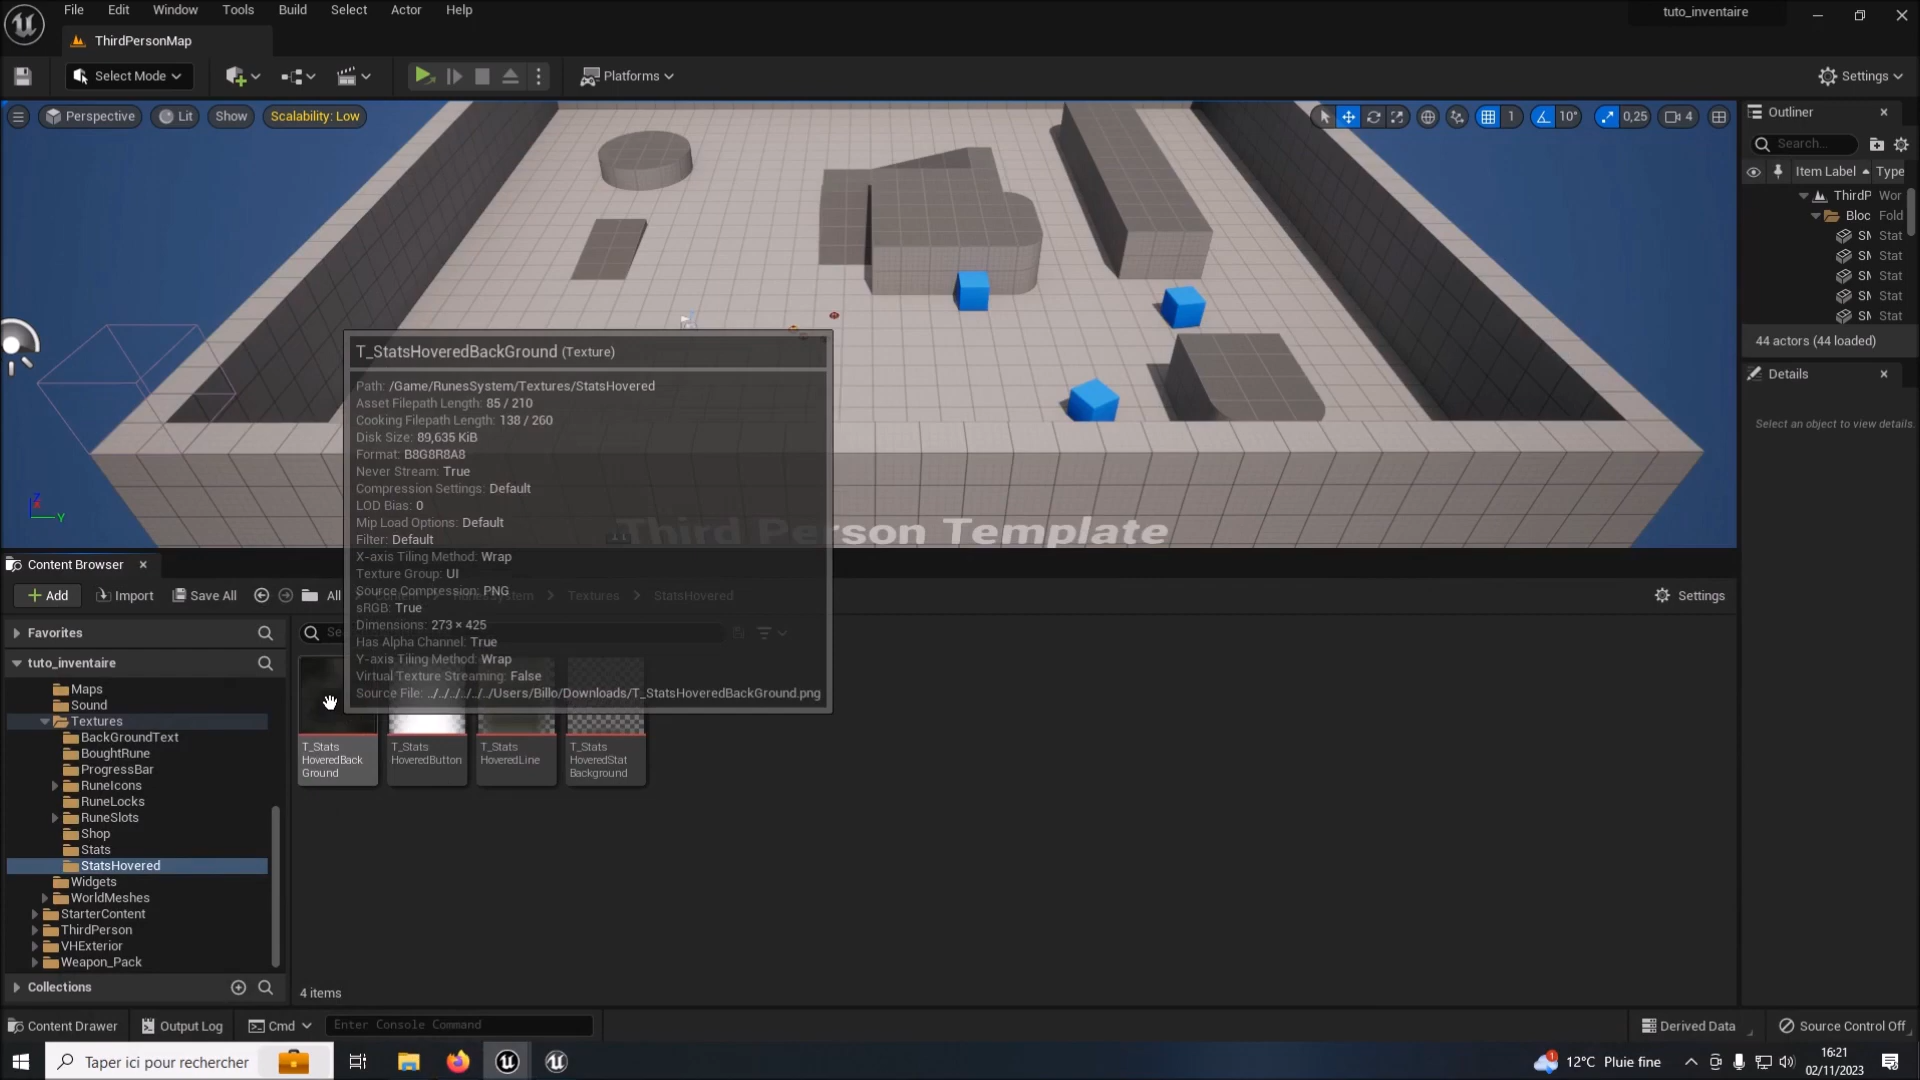 File Edit Window Tools Build Select Actor Help
tuto_inventaire
ThirdPersonMap
Select Mode
Platforms
Settings
Perspective Lit Show Scalability: Low
1 10° 0,25 4
Outliner
Search...
Item Label Type
ThirdP Wor
Bloc Fold
SM Stat
SM Stat
SM Stat
SM Stat
SM Stat
44 actors (44 loaded)
Details
Select an object to view details.
T_StatsHoveredBackGround (Texture)
Path: /Game/RunesSystem/Textures/StatsHovered
Asset Filepath Length: 85 / 210
Cooking Filepath Length: 138 / 260
Disk Size: 89,635 KiB
Format: B8G8R8A8
Never Stream: True
Compression Settings: Default
LOD Bias: 0
Mip Load Options: Default
Filter: Default
X-axis Tiling Method: Wrap
Texture Group: UI
Source Compression: PNG
sRGB: True
Dimensions: 273 × 425
Has Alpha Channel: True
Y-axis Tiling Method: Wrap
Virtual Texture Streaming: False
Source File: ../../../../../../Users/Billo/Downloads/T_StatsHoveredBackGround.png
Third Person Template
Z
Y
Content Browser
Add Import Save All All Textures StatsHovered
Settings
Favorites
tuto_inventaire
Maps
Sound
Textures
BackGroundText
BoughtRune
ProgressBar
RuneIcons
RuneLocks
RuneSlots
Shop
Stats
StatsHovered
Widgets
WorldMeshes
StarterContent
ThirdPerson
VHExterior
Weapon_Pack
Collections
T_Stats
HoveredBack
Ground
T_Stats
HoveredButton
T_Stats
HoveredLine
T_Stats
HoveredStat
Background
4 items
Content Drawer Output Log Cmd Enter Console Command
Derived Data Source Control Off
Taper ici pour rechercher
1 12°C Pluie fine
16:21
02/11/2023